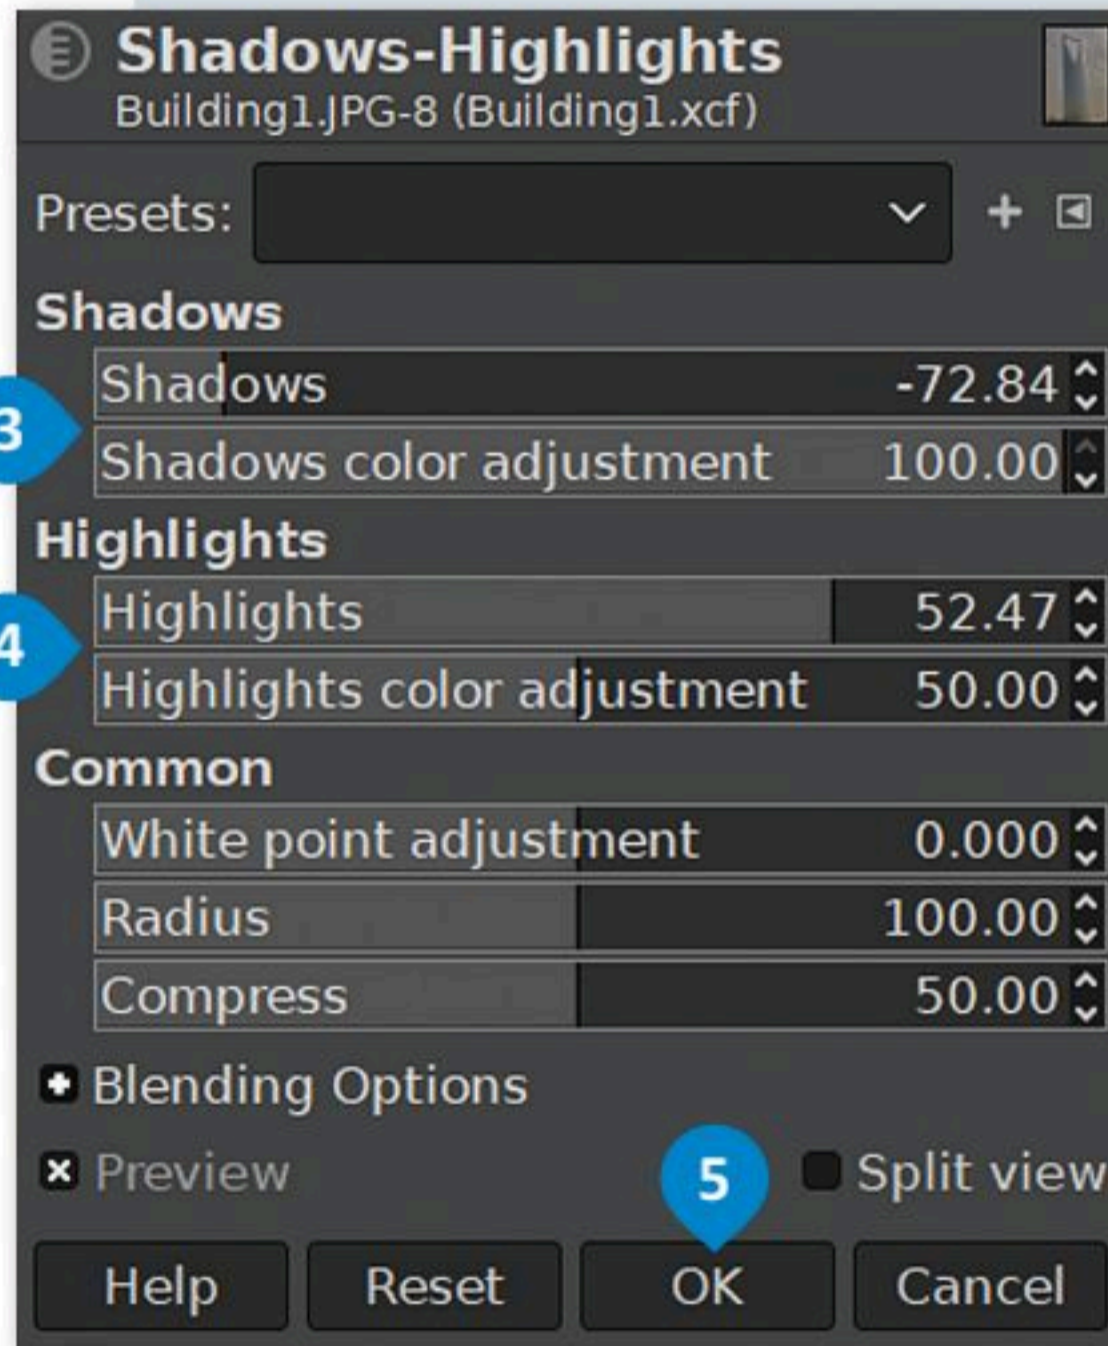 Shadows-Highlights
Building1.JPG-8 (Building1.xcf)
Presets:
Shadows
Shadows -72.84
3
Shadows color adjustment 100.00
Highlights
Highlights 52.47
4
Highlights color adjustment 50.00
Common
White point adjustment 0.000
Radius 100.00
Compress 50.00
Blending Options
Preview 5 Split view
Help Reset OK Cancel